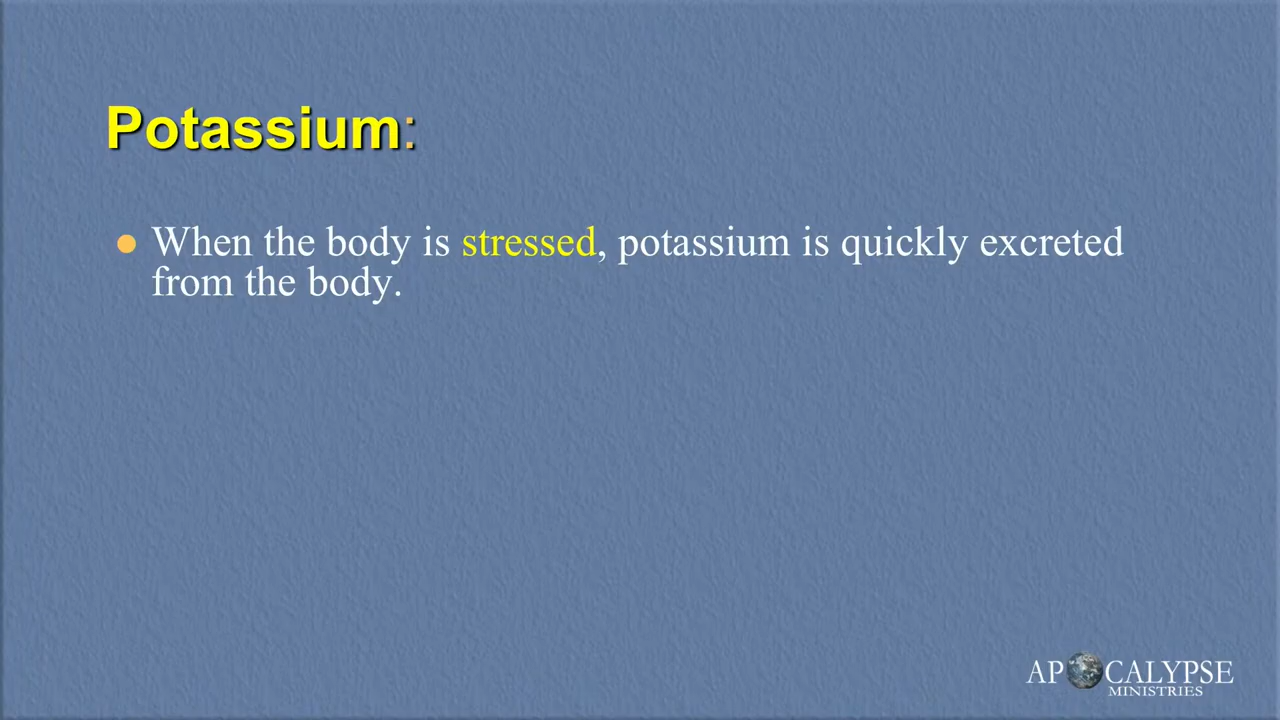 Potassium:
When the body is stressed, potassium is quickly excreted
from the body.
APOCALYPSE
MINISTRIES